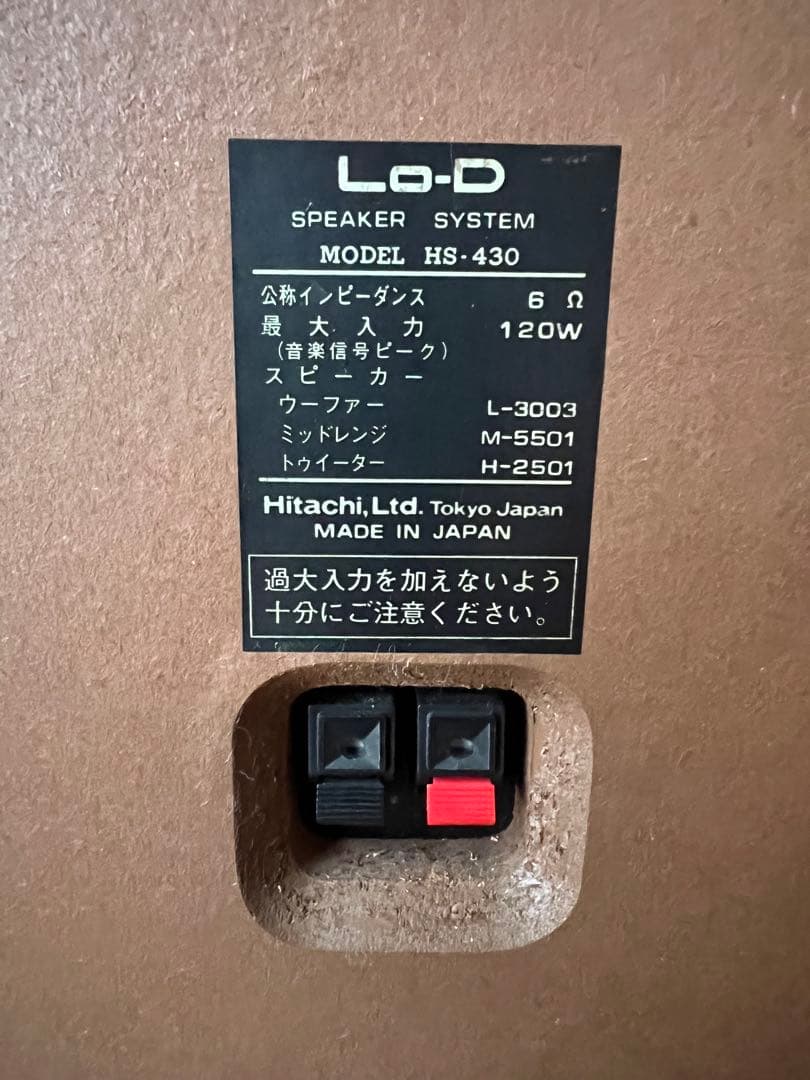 Lo-D
SPEAKER SYSTEM
MODEL HS-430
公称インピーダンス 6 Ω
最大入力 120W
(音楽信号ピーク)
スピーカー
ウーファー L-3003
ミッドレンジ M-5501
トゥイーター H-2501
Hitachi, Ltd. Tokyo Japan
MADE IN JAPAN
過大入力を加えないよう
十分にご注意ください。